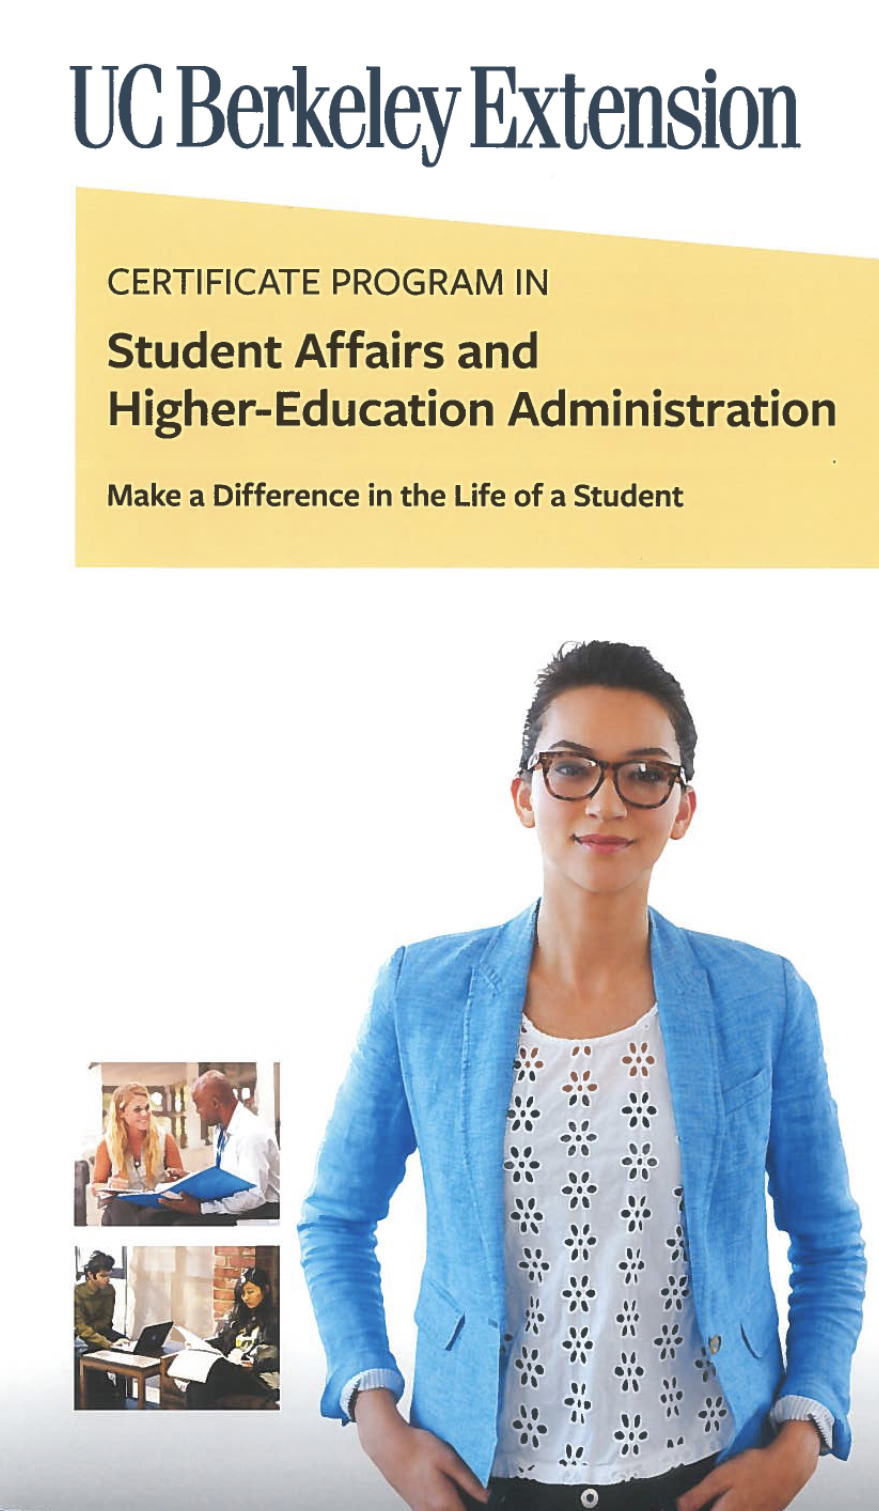 UC Berkeley Extension
CERTIFICATE PROGRAM IN
Student Affairs and
Higher-Education Administration
Make a Difference in the Life of a Student